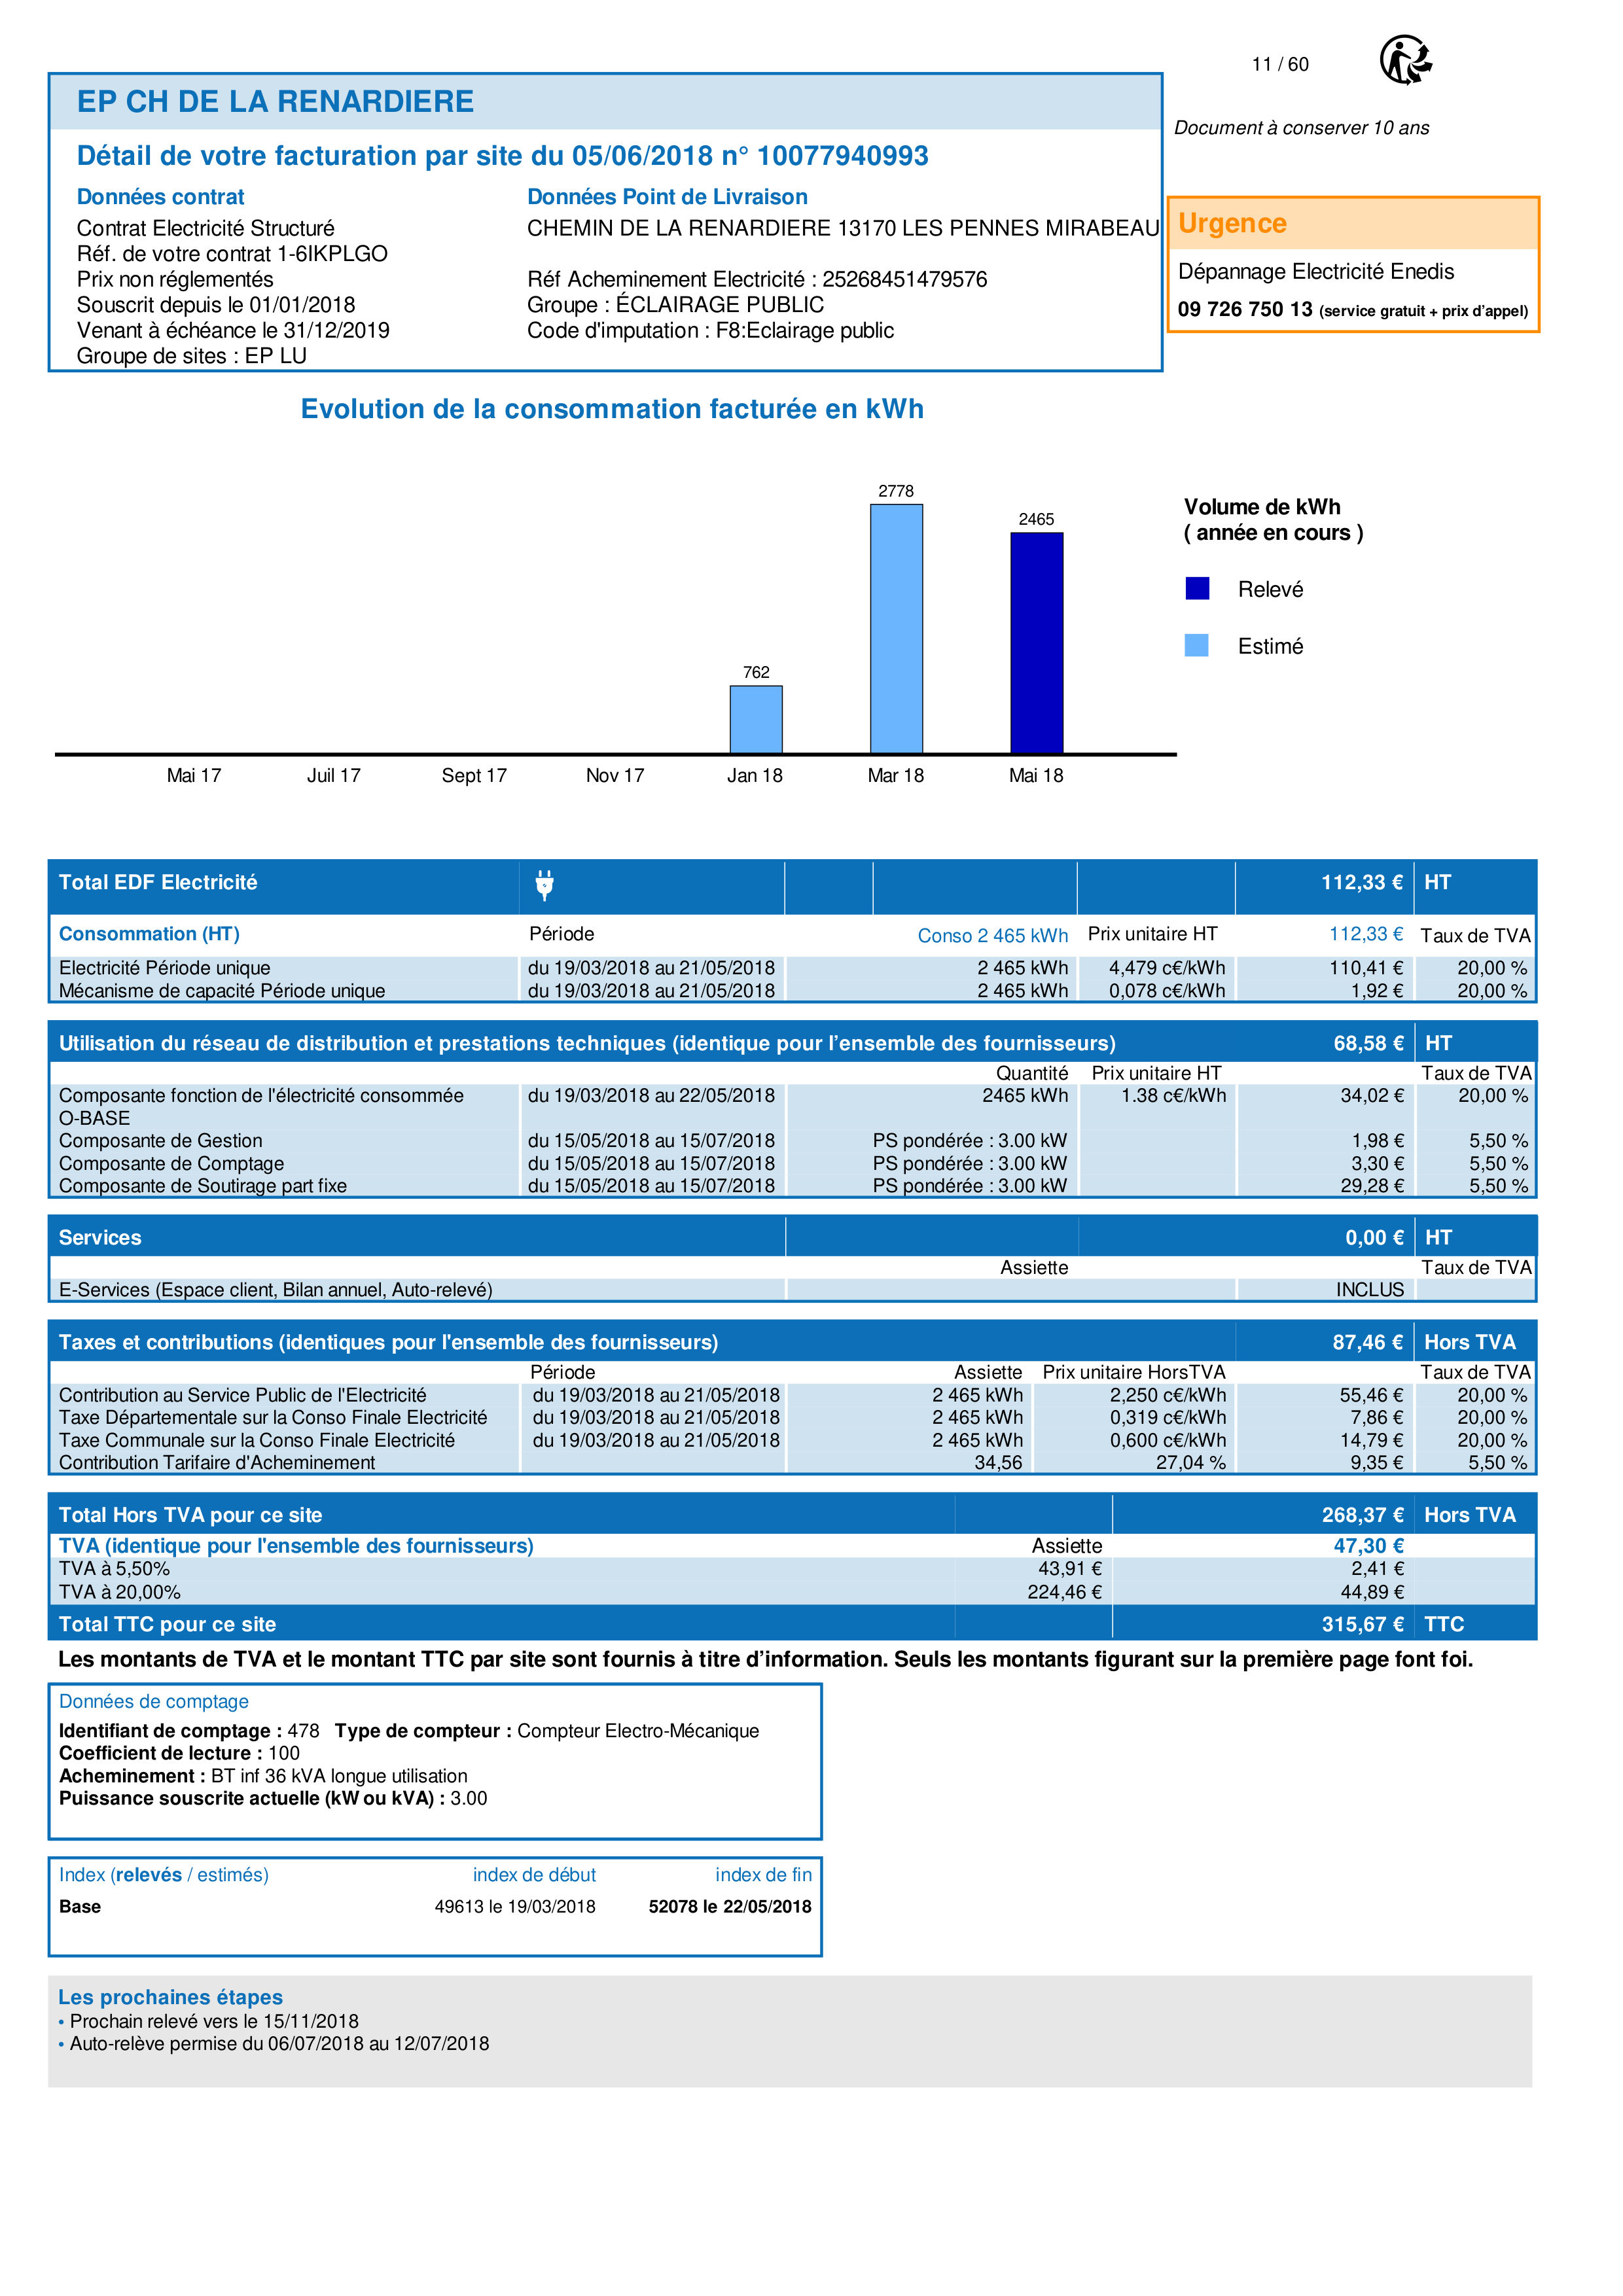 11 / 60
EP CH DE LA RENARDIERE
Document à conserver 10 ans
Détail de votre facturation par site du 05/06/2018 n° 10077940993
Données contrat
Contrat Electricité Structuré
Réf. de votre contrat 1-6IKPLGO
Prix non réglementés
Souscrit depuis le 01/01/2018
Venant à échéance le 31/12/2019
Groupe de sites : EP LU
Données Point de Livraison
CHEMIN DE LA RENARDIERE 13170 LES PENNES MIRABEAU
Réf Acheminement Electricité : 25268451479576
Groupe : ÉCLAIRAGE PUBLIC
Code d'imputation : F8:Eclairage public
Urgence
Dépannage Electricité Enedis
09 726 750 13 (service gratuit + prix d'appel)
Evolution de la consommation facturée en kWh
2778
2465
762
Mai 17 Juil 17 Sept 17 Nov 17 Jan 18 Mar 18 Mai 18
Volume de kWh
( année en cours )
Relevé
Estimé
Total EDF Electricité 112,33 € HT
Consommation (HT) Période Conso 2 465 kWh Prix unitaire HT 112,33 € Taux de TVA
Electricité Période unique du 19/03/2018 au 21/05/2018 2 465 kWh 4,479 c€/kWh 110,41 € 20,00 %
Mécanisme de capacité Période unique du 19/03/2018 au 21/05/2018 2 465 kWh 0,078 c€/kWh 1,92 € 20,00 %
Utilisation du réseau de distribution et prestations techniques (identique pour l'ensemble des fournisseurs) 68,58 € HT
Quantité Prix unitaire HT Taux de TVA
Composante fonction de l'électricité consommée du 19/03/2018 au 22/05/2018 2465 kWh 1.38 c€/kWh 34,02 € 20,00 %
O-BASE
Composante de Gestion du 15/05/2018 au 15/07/2018 PS pondérée : 3.00 kW 1,98 € 5,50 %
Composante de Comptage du 15/05/2018 au 15/07/2018 PS pondérée : 3.00 kW 3,30 € 5,50 %
Composante de Soutirage part fixe du 15/05/2018 au 15/07/2018 PS pondérée : 3.00 kW 29,28 € 5,50 %
Services 0,00 € HT
Assiette Taux de TVA
E-Services (Espace client, Bilan annuel, Auto-relevé) INCLUS
Taxes et contributions (identiques pour l'ensemble des fournisseurs) 87,46 € Hors TVA
Période Assiette Prix unitaire HorsTVA Taux de TVA
Contribution au Service Public de l'Electricité du 19/03/2018 au 21/05/2018 2 465 kWh 2,250 c€/kWh 55,46 € 20,00 %
Taxe Départementale sur la Conso Finale Electricité du 19/03/2018 au 21/05/2018 2 465 kWh 0,319 c€/kWh 7,86 € 20,00 %
Taxe Communale sur la Conso Finale Electricité du 19/03/2018 au 21/05/2018 2 465 kWh 0,600 c€/kWh 14,79 € 20,00 %
Contribution Tarifaire d'Acheminement 34,56 27,04 % 9,35 € 5,50 %
Total Hors TVA pour ce site 268,37 € Hors TVA
TVA (identique pour l'ensemble des fournisseurs) Assiette 47,30 €
TVA à 5,50% 43,91 € 2,41 €
TVA à 20,00% 224,46 € 44,89 €
Total TTC pour ce site 315,67 € TTC
Les montants de TVA et le montant TTC par site sont fournis à titre d'information. Seuls les montants figurant sur la première page font foi.
Données de comptage
Identifiant de comptage : 478 Type de compteur : Compteur Electro-Mécanique
Coefficient de lecture : 100
Acheminement : BT inf 36 kVA longue utilisation
Puissance souscrite actuelle (kW ou kVA) : 3.00
Index (relevés / estimés) index de début index de fin
Base 49613 le 19/03/2018 52078 le 22/05/2018
Les prochaines étapes
• Prochain relevé vers le 15/11/2018
• Auto-relève permise du 06/07/2018 au 12/07/2018